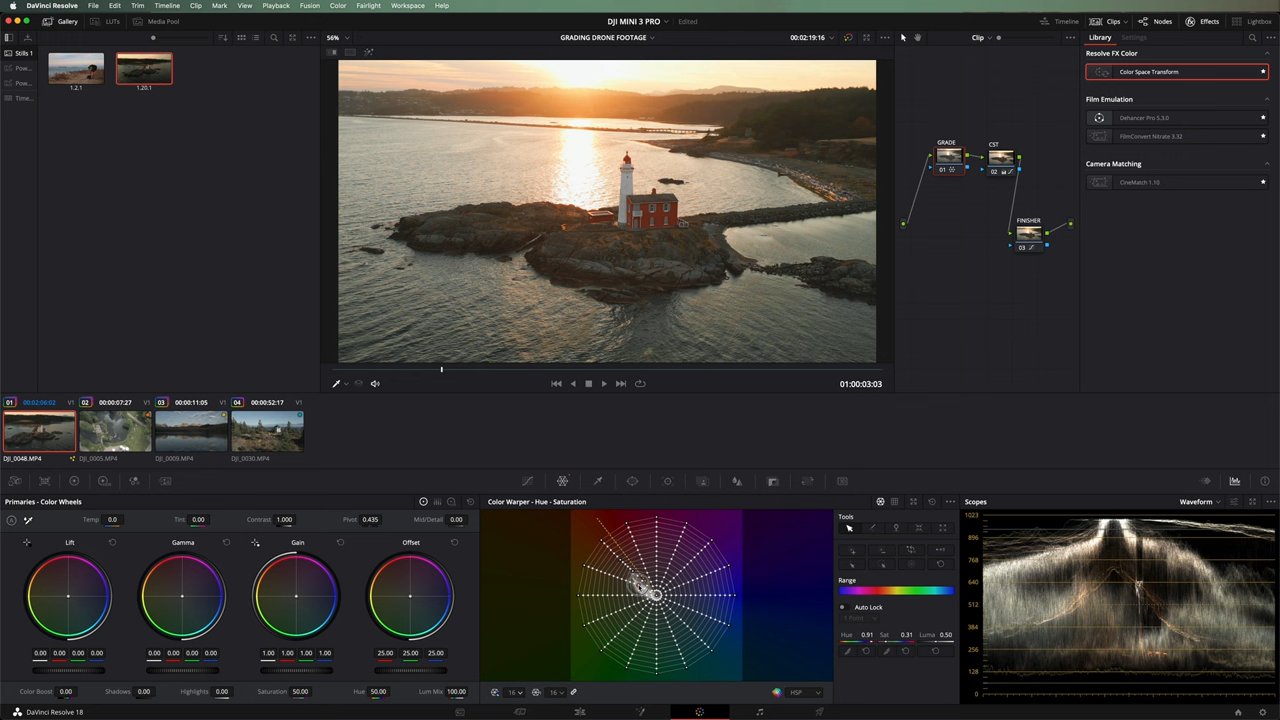 DaVinci Resolve File Edit Trim Timeline Clip Mark View Playback Fusion Color Fairlight Workspace Help
Gallery LUTs Media Pool DJI MINI 3 PRO Edited Timeline Clips Nodes Effects Lightbox
56% GRADING DRONE FOOTAGE 00:02:19:16 Clip Library Settings
Stills 1
Pow...
Pow...
Time...
1.2.1 1.20.1
Resolve FX Color
Color Space Transform
Film Emulation
Dehancer Pro 5.3.0
FilmConvert Nitrate 3.32
Camera Matching
CineMatch 1.10
GRADE CST
01 02
FINISHER
03
01:00:03:03
01 00:02:06:02 V1 02 00:00:07:27 V1 03 00:00:11:05 V1 04 00:00:52:17 V1
DJI_0048.MP4 DJI_0005.MP4 DJI_0009.MP4 DJI_0030.MP4
Primaries - Color Wheels Color Warper - Hue - Saturation Scopes Waveform
Temp 0.0 Tint 0.00 Contrast 1.000 Pivot 0.435 Mid/Detail 0.00
Lift Gamma Gain Offset
0.00 0.00 0.00 0.00 0.00 0.00 0.00 0.00 1.00 1.00 1.00 1.00 25.00 25.00 25.00
Color Boost 0.00 Shadows 0.00 Highlights 0.00 Saturation 50.00 Hue 50.00 Lum Mix 100.00
16 16 HSP
Tools
Range
Auto Lock
1 Point
Hue 0.91 Sat 0.31 Luma 0.50
1023
896
768
640
512
384
256
128
0
DaVinci Resolve 18